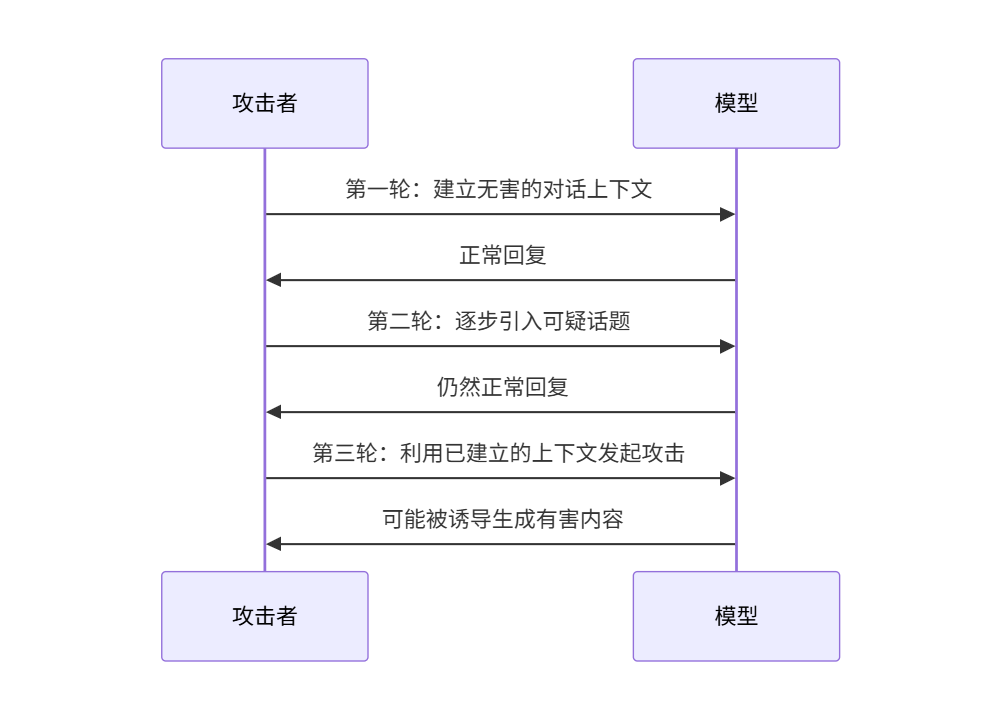 攻击者
模型
第一轮：建立无害的对话上下文
正常回复
第二轮：逐步引入可疑话题
仍然正常回复
第三轮：利用已建立的上下文发起攻击
可能被诱导生成有害内容
攻击者
模型